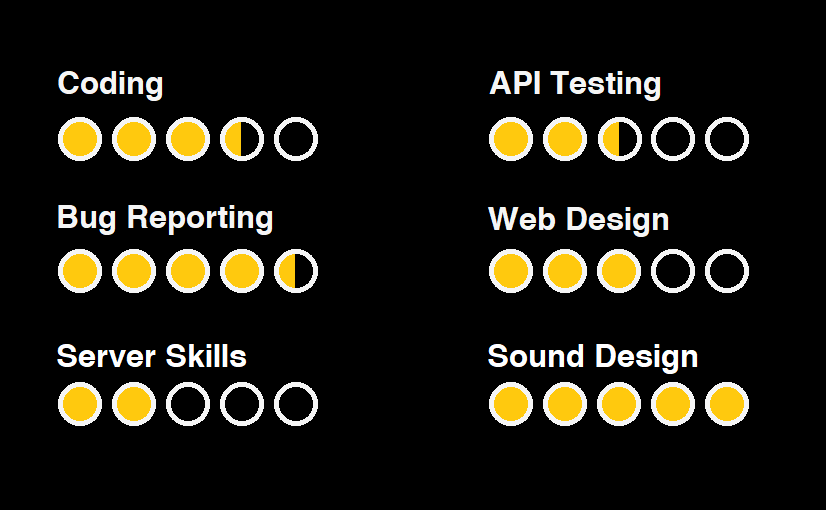 Coding
API Testing
Bug Reporting
Web Design
Server Skills
Sound Design